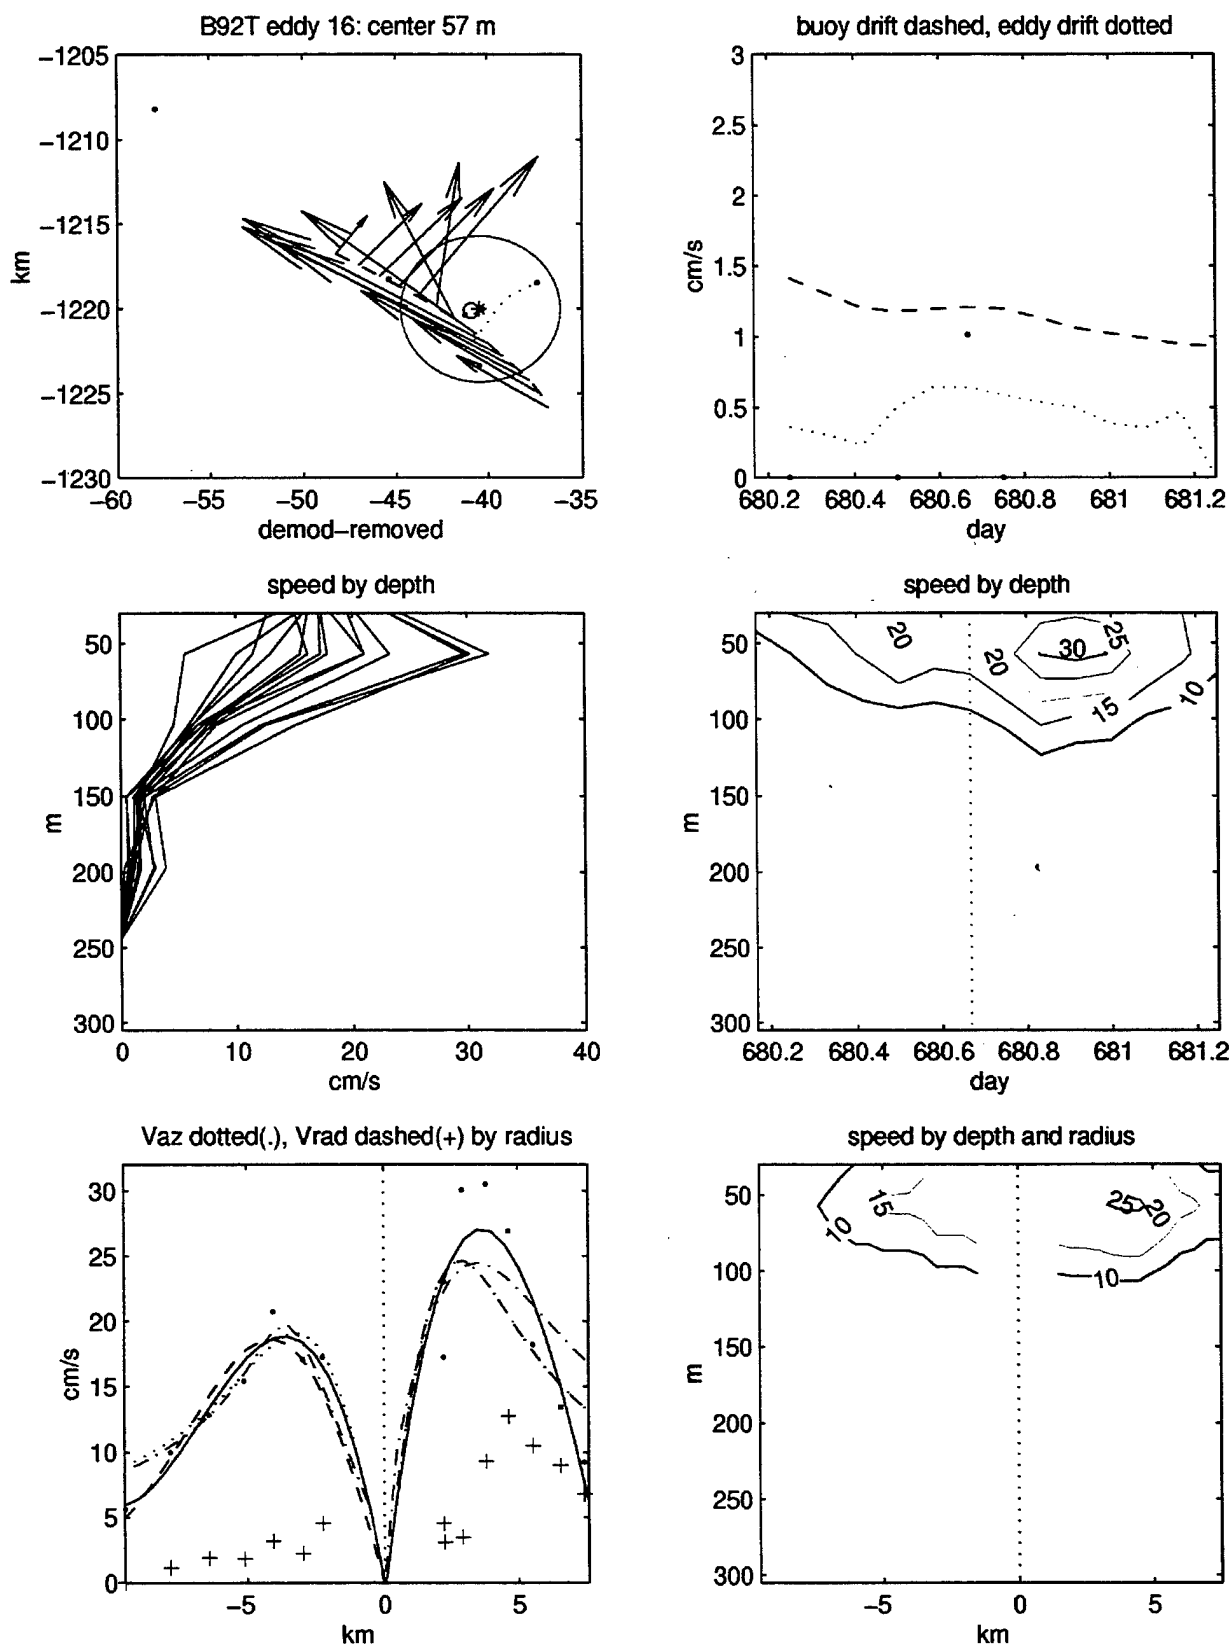 B92T eddy 16: center 57 m
−1205
−1210
−1215
−1220
−1225
−1230
km
−60 −55 −50 −45 −40 −35
demod−removed
buoy drift dashed, eddy drift dotted
3
2.5
2
1.5
1
0.5
0
cm/s
680.2 680.4 680.6 680.8 681 681.2
day
speed by depth
50
100
150
200
250
300
m
0 10 20 30 40
cm/s
speed by depth
50
100
150
200
250
300
m
20
20
25
30
15
10
680.2 680.4 680.6 680.8 681 681.2
day
Vaz dotted(.), Vrad dashed(+) by radius
30
25
20
15
10
5
0
cm/s
−5 0 5
km
speed by depth and radius
50
100
150
200
250
300
m
15
10
25
20
10
−5 0 5
km